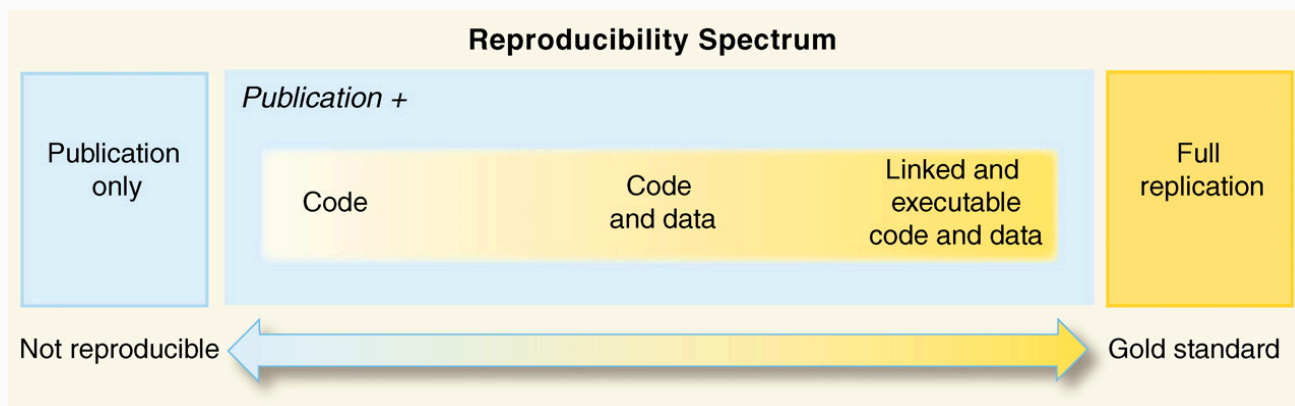 Reproducibility Spectrum
Publication
only
Publication +
Code
Code
and data
Linked and
executable
code and data
Full
replication
Not reproducible
Gold standard